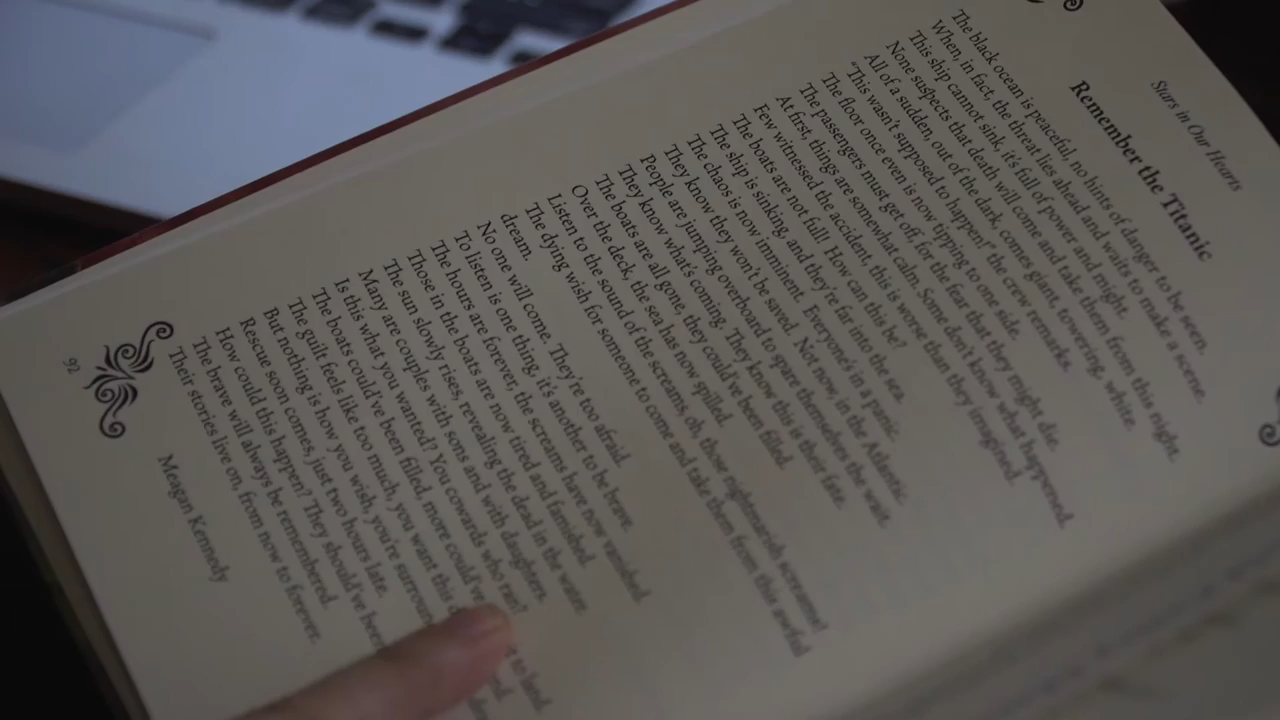 Stars in Our Hearts
Remember the Titanic
The black ocean is peaceful, no hints of danger to be seen.
When, in fact, the threat lies ahead and waits to make a scene.
This ship cannot sink, it's full of power and might.
None suspects that death will come and take them from this night.
All of a sudden, out of the dark, comes giant, towering, white.
"This wasn't supposed to happen!" the crew remarks.
The floor once even is now tipping to one side.
The passengers must get off, for the fear that they might die.
At first, things are somewhat calm. Some don't know what happened.
Few witnessed the accident, this is worse than they imagined.
The boats are not full! How can this be?
The ship is sinking, and they're far into the sea.
The chaos is now imminent. Everyone's in a panic.
They know they won't be saved. Not now, in the Atlantic.
People are jumping overboard to spare themselves the wait.
They know what's coming. They know this is their fate.
The boats are all gone, they could've been filled.
Over the deck, the sea has now spilled.
Listen to the sound of the screams, oh, those nightmarish screams!
The dying wish for someone to come and take them from this awful
dream.
No one will come. They're too afraid.
To listen is one thing, it's another to be brave.
The hours are forever, the screams have now vanished.
Those in the boats are now tired and famished.
The sun slowly rises, revealing the dead in the water.
Many are couples with sons and with daughters.
Is this what you wanted? You cowards who ran?
The boats could've been filled, more could've
The guilt feels like too much, you want this to
But nothing is how you wish, you're
Rescue soon comes, just two hours late.
How could this happen? They should've been
The brave will always be remembered.
Their stories live on, from now to forever.
Meagan Kennedy
92